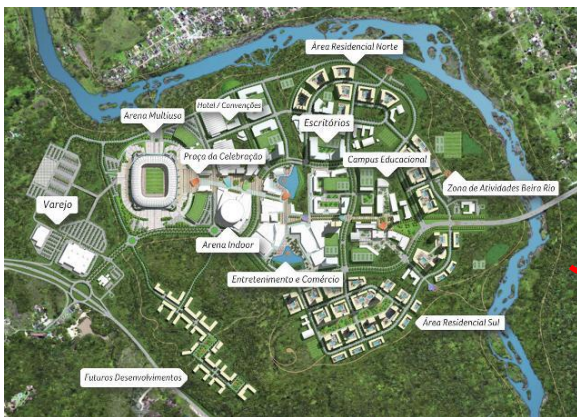 Área Residencial Norte
Hotel / Convenções
Arena Multiuso
Escritórios
Praça da Celebração
Campus Educacional
Zona de Atividades Beira Rio
Varejo
Arena Indoor
Entretenimento e Comércio
Área Residencial Sul
Futuros Desenvolvimentos